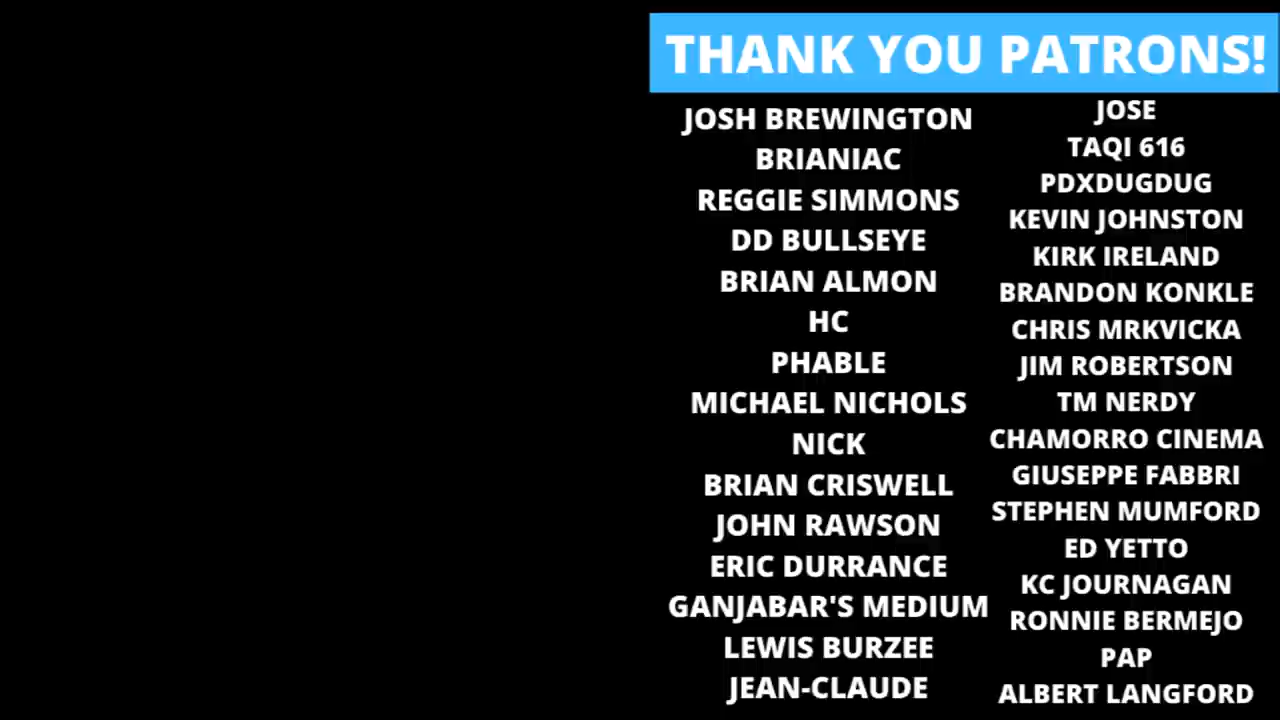 THANK YOU PATRONS!
JOSH BREWINGTON
BRIANIAC
REGGIE SIMMONS
DD BULLSEYE
BRIAN ALMON
HC
PHABLE
MICHAEL NICHOLS
NICK
BRIAN CRISWELL
JOHN RAWSON
ERIC DURRANCE
GANJABAR'S MEDIUM
LEWIS BURZEE
JEAN-CLAUDE
JOSE
TAQI 616
PDXDUGDUG
KEVIN JOHNSTON
KIRK IRELAND
BRANDON KONKLE
CHRIS MRKVICKA
JIM ROBERTSON
TM NERDY
CHAMORRO CINEMA
GIUSEPPE FABBRI
STEPHEN MUMFORD
ED YETTO
KC JOURNAGAN
RONNIE BERMEJO
PAP
ALBERT LANGFORD